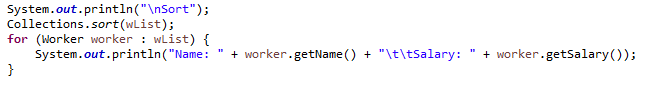 System.out.println("\nSort");
Collections.sort(wList);
for (Worker worker : wList) {
    System.out.println("Name: " + worker.getName() + "\t\tSalary: " + worker.getSalary());
}